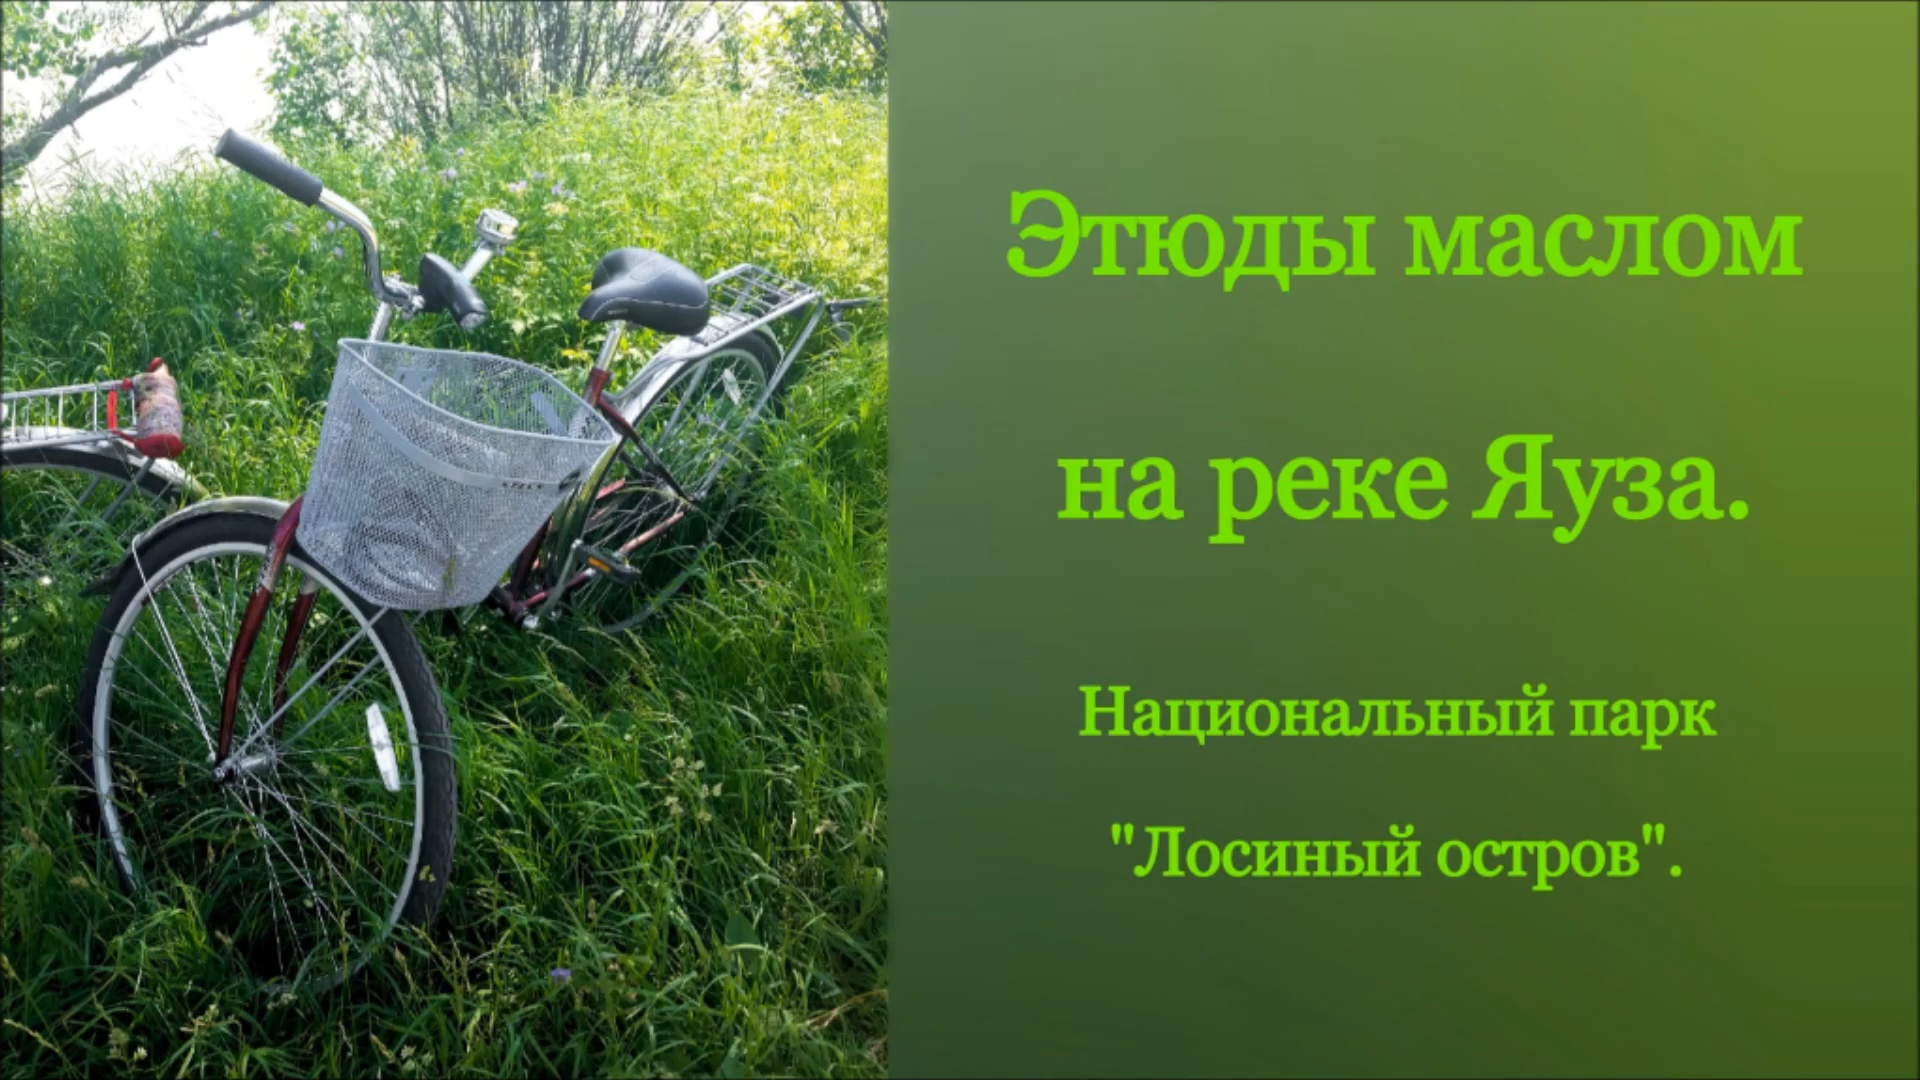 Этюды маслом
на реке Яуза.
Национальный парк
"Лосиный остров".